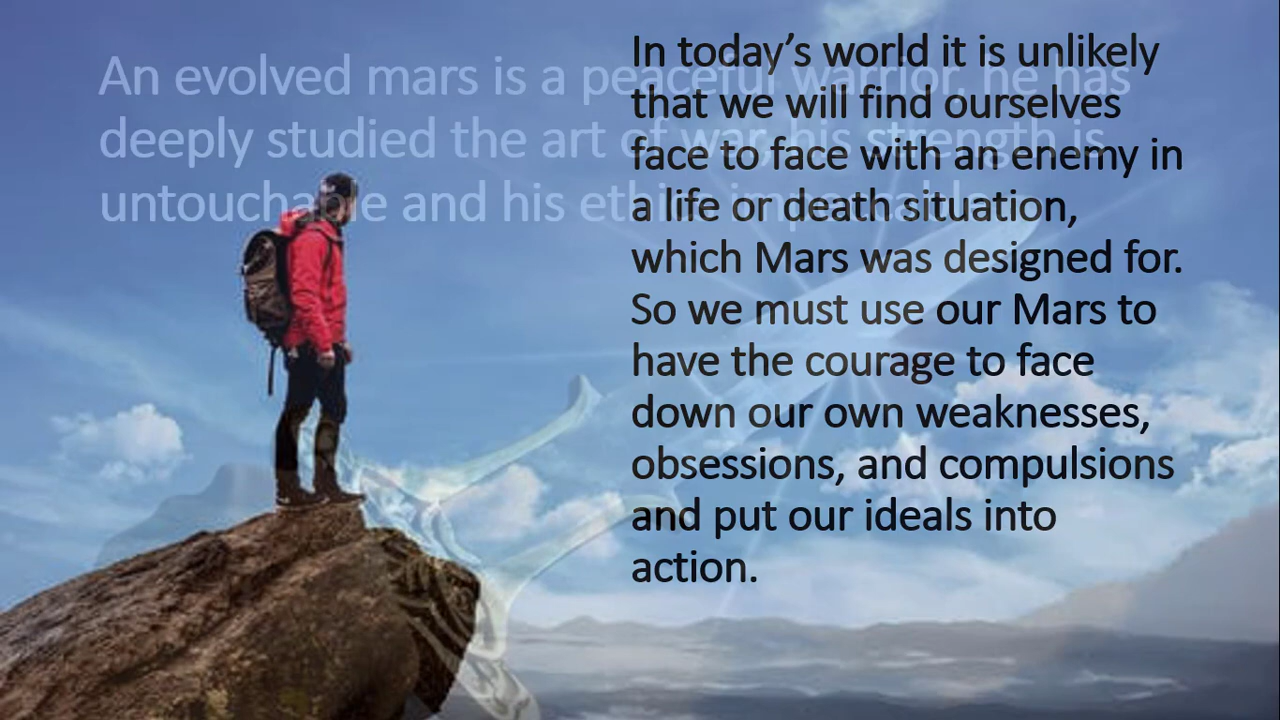 An evolved mars is a peaceful warrior, he has
deeply studied the art of war, his strength is
untouchable and his ethics
In today’s world it is unlikely
that we will find ourselves
face to face with an enemy in
a life or death situation,
which Mars was designed for.
So we must use our Mars to
have the courage to face
down our own weaknesses,
obsessions, and compulsions
and put our ideals into
action.